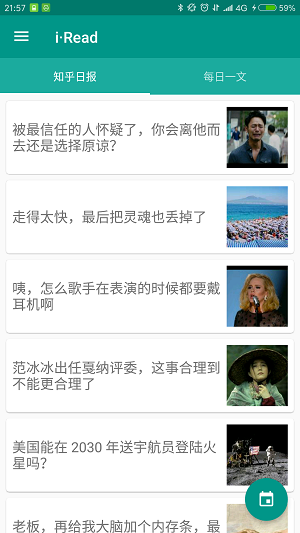 21:57
4G
59%
i·Read
知乎日报
每日一文
被最信任的人怀疑了，你会离他而
去还是选择原谅？
走得太快，最后把灵魂也丢掉了
咦，怎么歌手在表演的时候都要戴
耳机啊
范冰冰出任戛纳评委，这事合理到
不能更合理了
美国能在 2030 年送宇航员登陆火
星吗？
老板，再给我大脑加个内存条，最